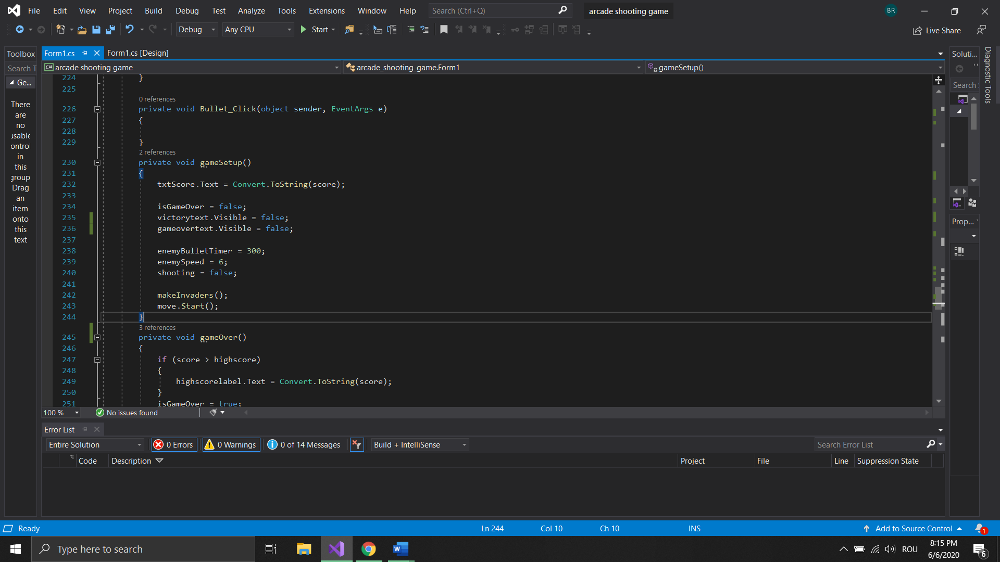 File Edit View Project Build Debug Test Analyze Tools Extensions Window Help Search (Ctrl+Q) arcade shooting game BR
Debug Any CPU Start Live Share
Toolbox
Search T
Ge...
There
are
no
usable
ontrol
in
this
group.
Drag
an
item
onto
this
text
Form1.cs Form1.cs [Design]
C# arcade shooting game arcade_shooting_game.Form1 gameSetup()
224 }
225
0 references
226 private void Bullet_Click(object sender, EventArgs e)
227 {
228
229 }
2 references
230 private void gameSetup()
231 {
232 txtScore.Text = Convert.ToString(score);
233
234 isGameOver = false;
235 victorytext.Visible = false;
236 gameovertext.Visible = false;
237
238 enemyBulletTimer = 300;
239 enemySpeed = 6;
240 shooting = false;
241
242 makeInvaders();
243 move.Start();
244 }
3 references
245 private void gameOver()
246 {
247 if (score > highscore)
248 {
249 highscorelabel.Text = Convert.ToString(score);
250 }
251 isGameOver = true;
100 % No issues found
Soluti...
Search S
Prop...
Diagnostic Tools
Error List
Entire Solution 0 Errors 0 Warnings 0 of 14 Messages Build + IntelliSense Search Error List
Code Description Project File Line Suppression State
Ready Ln 244 Col 10 Ch 10 INS Add to Source Control 1
Type here to search ROU 8:15 PM
6/6/2020
6